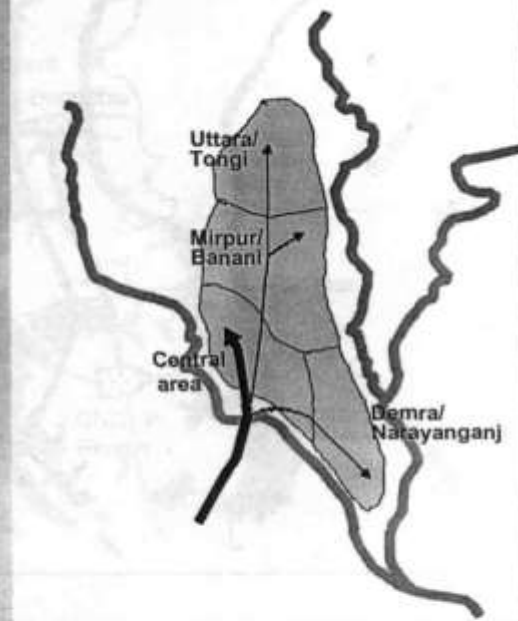 Uttara/
Tongi
Mirpur/
Banani
Central
area
Demra/
Narayanganj